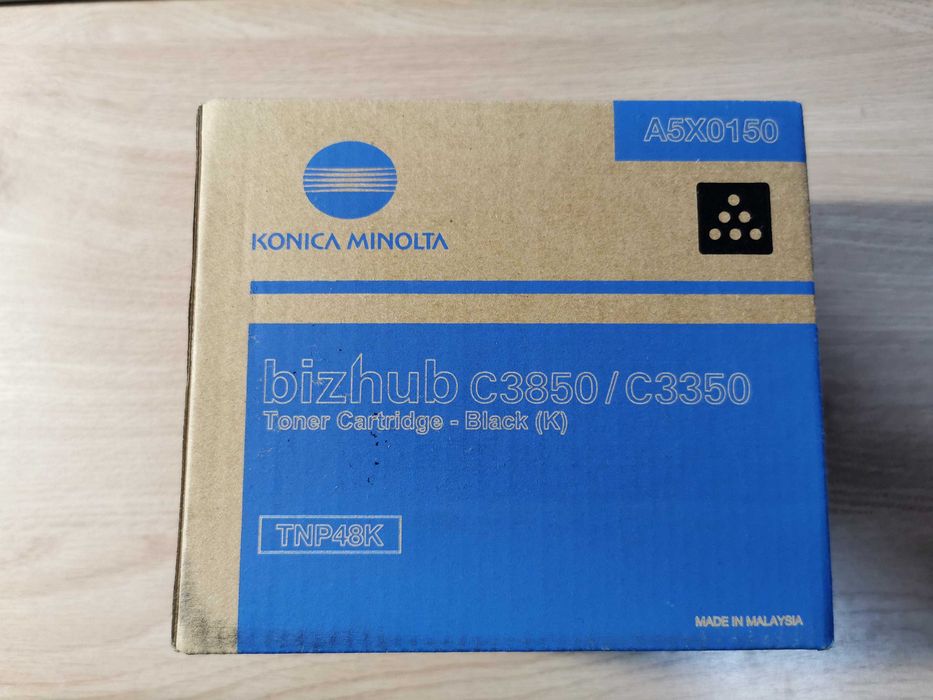 A5X0150
KONICA MINOLTA
bizhub C3850 / C3350
Toner Cartridge - Black (K)
TNP48K
MADE IN MALAYSIA